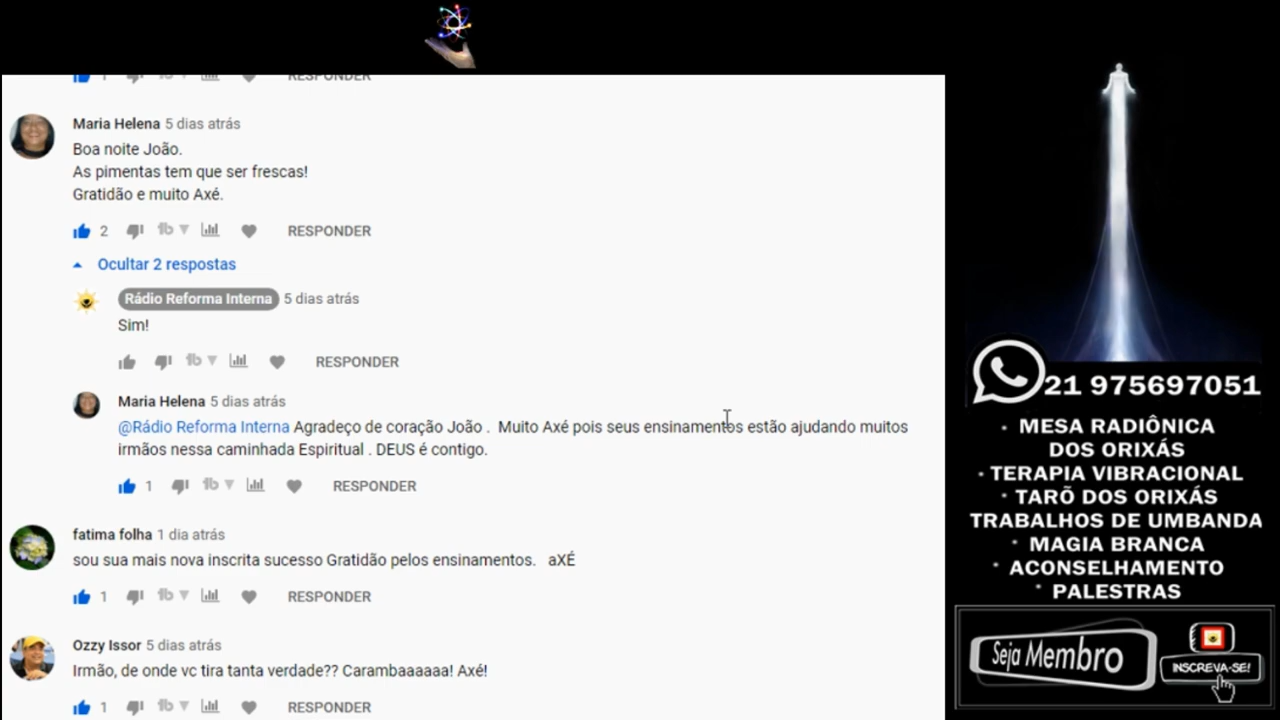 1 RESPONDER
Maria Helena 5 dias atrás
Boa noite João.
As pimentas tem que ser frescas!
Gratidão e muito Axé.
2 RESPONDER
Ocultar 2 respostas
Rádio Reforma Interna 5 dias atrás
Sim!
RESPONDER
Maria Helena 5 dias atrás
@Rádio Reforma Interna Agradeço de coração João . Muito Axé pois seus ensinamentos estão ajudando muitos
irmãos nessa caminhada Espiritual . DEUS é contigo.
1 RESPONDER
fatima folha 1 dia atrás
sou sua mais nova inscrita sucesso Gratidão pelos ensinamentos. aXÉ
1 RESPONDER
Ozzy Issor 5 dias atrás
Irmão, de onde vc tira tanta verdade?? Carambaaaaaa! Axé!
1 RESPONDER
21 975697051
· MESA RADIÔNICA
DOS ORIXÁS
· TERAPIA VIBRACIONAL
· TARÕ DOS ORIXÁS
TRABALHOS DE UMBANDA
· MAGIA BRANCA
· ACONSELHAMENTO
· PALESTRAS
Seja Membro
INSCREVA-SE!